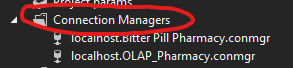 Project params
Connection Managers
localhost.Bitter Pill Pharmacy.conmgr
localhost.OLAP_Pharmacy.conmgr